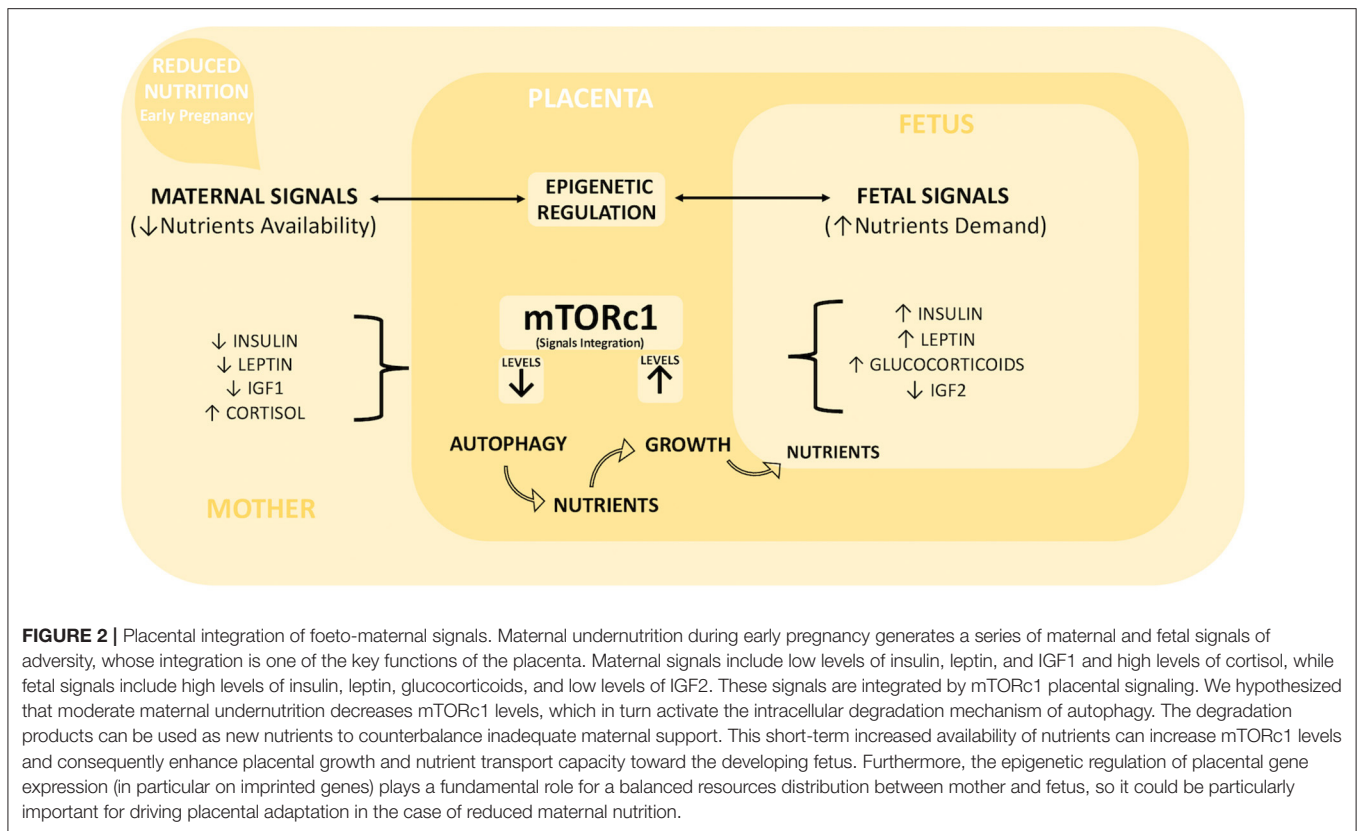 REDUCED
NUTRITION
Early Pregnancy
PLACENTA
FETUS
MATERNAL SIGNALS
(↓Nutrients Availability)
EPIGENETIC
REGULATION
FETAL SIGNALS
(↑Nutrients Demand)
↓ INSULIN
↓ LEPTIN
↓ IGF1
↑ CORTISOL
mTORc1
(Signals Integration)
LEVELS
↓
LEVELS
↑
↑ INSULIN
↑ LEPTIN
↑ GLUCOCORTICOIDS
↓ IGF2
AUTOPHAGY
GROWTH
NUTRIENTS
NUTRIENTS
MOTHER
FIGURE 2 | Placental integration of foeto-maternal signals. Maternal undernutrition during early pregnancy generates a series of maternal and fetal signals of
adversity, whose integration is one of the key functions of the placenta. Maternal signals include low levels of insulin, leptin, and IGF1 and high levels of cortisol, while
fetal signals include high levels of insulin, leptin, glucocorticoids, and low levels of IGF2. These signals are integrated by mTORc1 placental signaling. We hypothesized
that moderate maternal undernutrition decreases mTORc1 levels, which in turn activate the intracellular degradation mechanism of autophagy. The degradation
products can be used as new nutrients to counterbalance inadequate maternal support. This short-term increased availability of nutrients can increase mTORc1 levels
and consequently enhance placental growth and nutrient transport capacity toward the developing fetus. Furthermore, the epigenetic regulation of placental gene
expression (in particular on imprinted genes) plays a fundamental role for a balanced resources distribution between mother and fetus, so it could be particularly
important for driving placental adaptation in the case of reduced maternal nutrition.